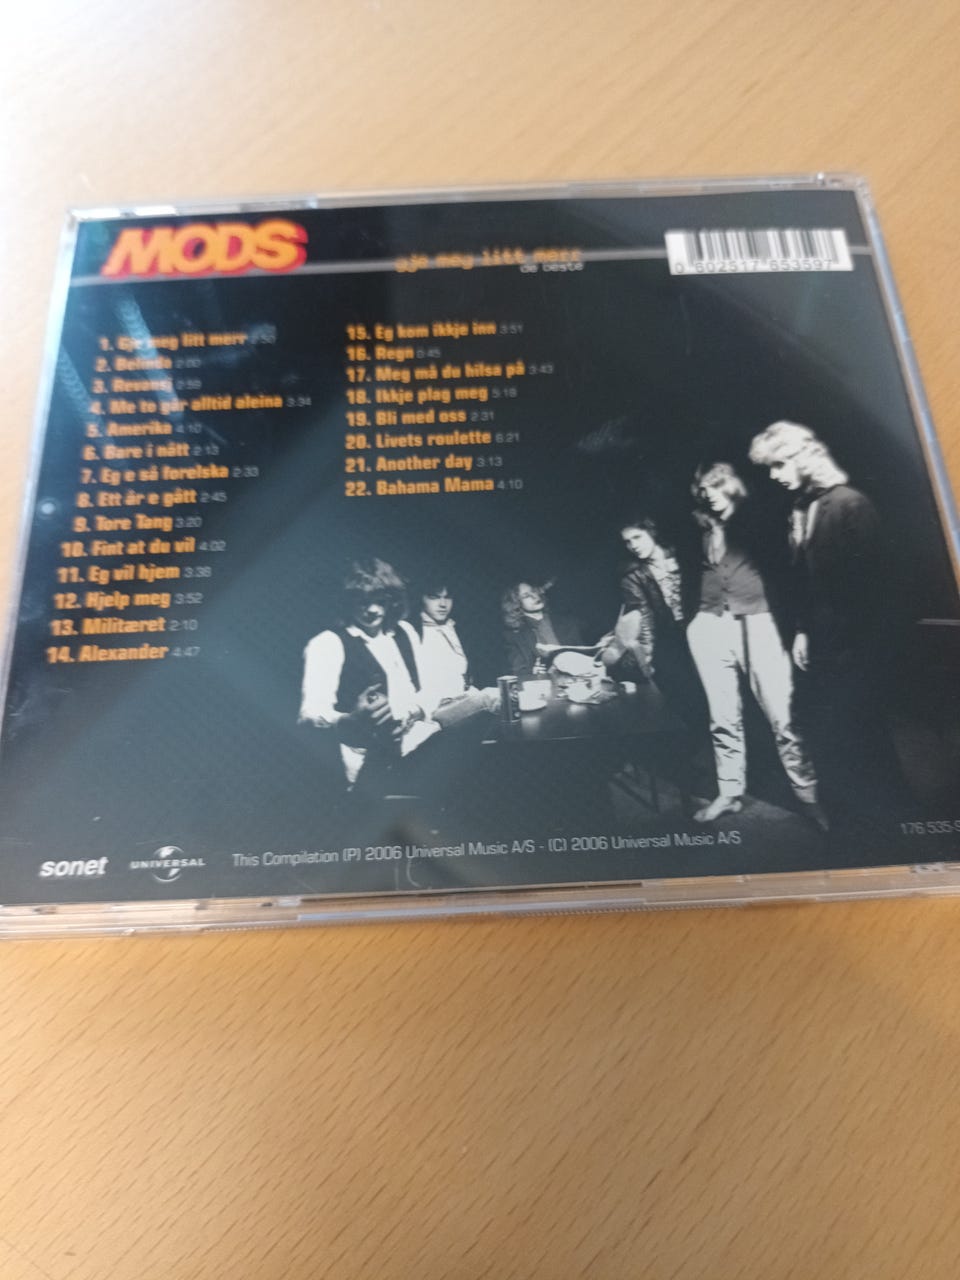 MODS
gje meg litt merr
de beste
0 602517 653597
1. Gje meg litt merr 2:50
2. Belinda 2:00
3. Revansj 2:59
4. Me to går alltid aleina 3:34
5. Amerika 4:10
6. Bare i nått 2:13
7. Eg e så forelska 2:33
8. Ett år e gått 2:45
9. Tore Tang 3:20
10. Fint at du vil 4:02
11. Eg vil hjem 3:36
12. Hjelp meg 3:52
13. Militæret 2:10
14. Alexander 4:47
15. Eg kom ikkje inn 3:51
16. Regn
17. Meg må du hilsa på 3:43
18. Ikkje plag meg 5:19
19. Bli med oss 2:31
20. Livets roulette 6:21
21. Another day 3:13
22. Bahama Mama 4:10
sonet
UNIVERSAL
This Compilation (P) 2006 Universal Music A/S - (C) 2006 Universal Music A/S
176 535-9